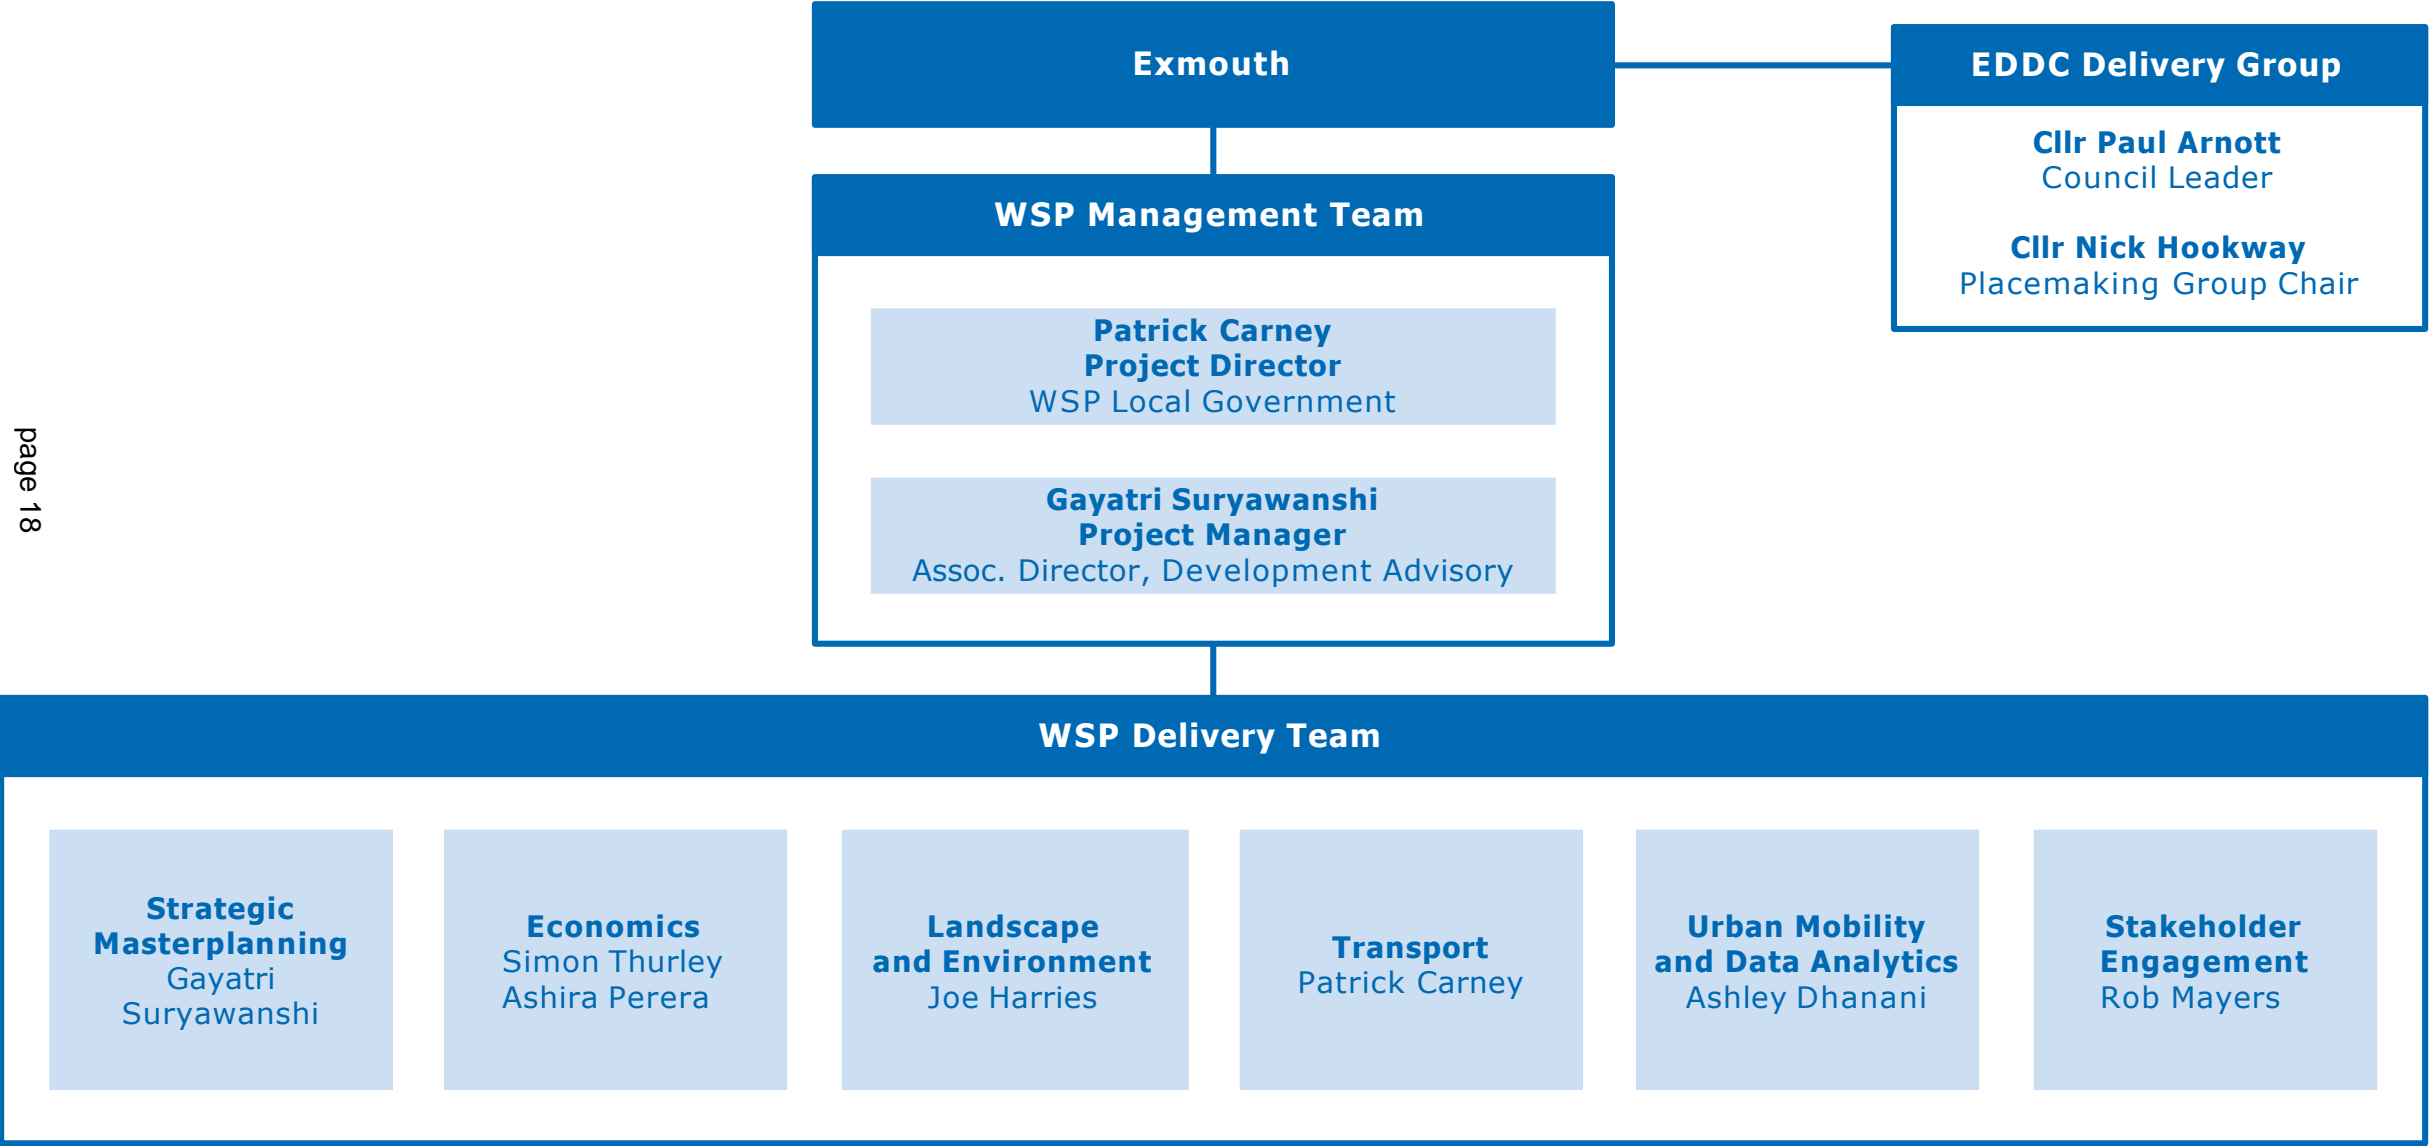 Exmouth
EDDC Delivery Group
Cllr Paul Arnott
Council Leader
Cllr Nick Hookway
Placemaking Group Chair
WSP Management Team
Patrick Carney
Project Director
WSP Local Government
Gayatri Suryawanshi
Project Manager
Assoc. Director, Development Advisory
page 18
WSP Delivery Team
Strategic
Masterplanning
Gayatri
Suryawanshi
Economics
Simon Thurley
Ashira Perera
Landscape
and Environment
Joe Harries
Transport
Patrick Carney
Urban Mobility
and Data Analytics
Ashley Dhanani
Stakeholder
Engagement
Rob Mayers